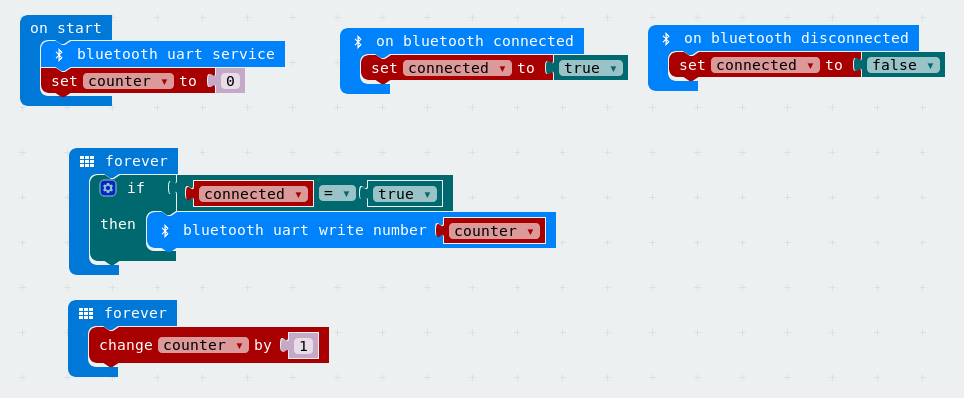 on start
bluetooth uart service
set counter ▾ to 0
on bluetooth connected
set connected ▾ to true ▾
on bluetooth disconnected
set connected ▾ to false ▾
forever
if connected ▾ = ▾ true ▾
then bluetooth uart write number counter ▾
forever
change counter ▾ by 1